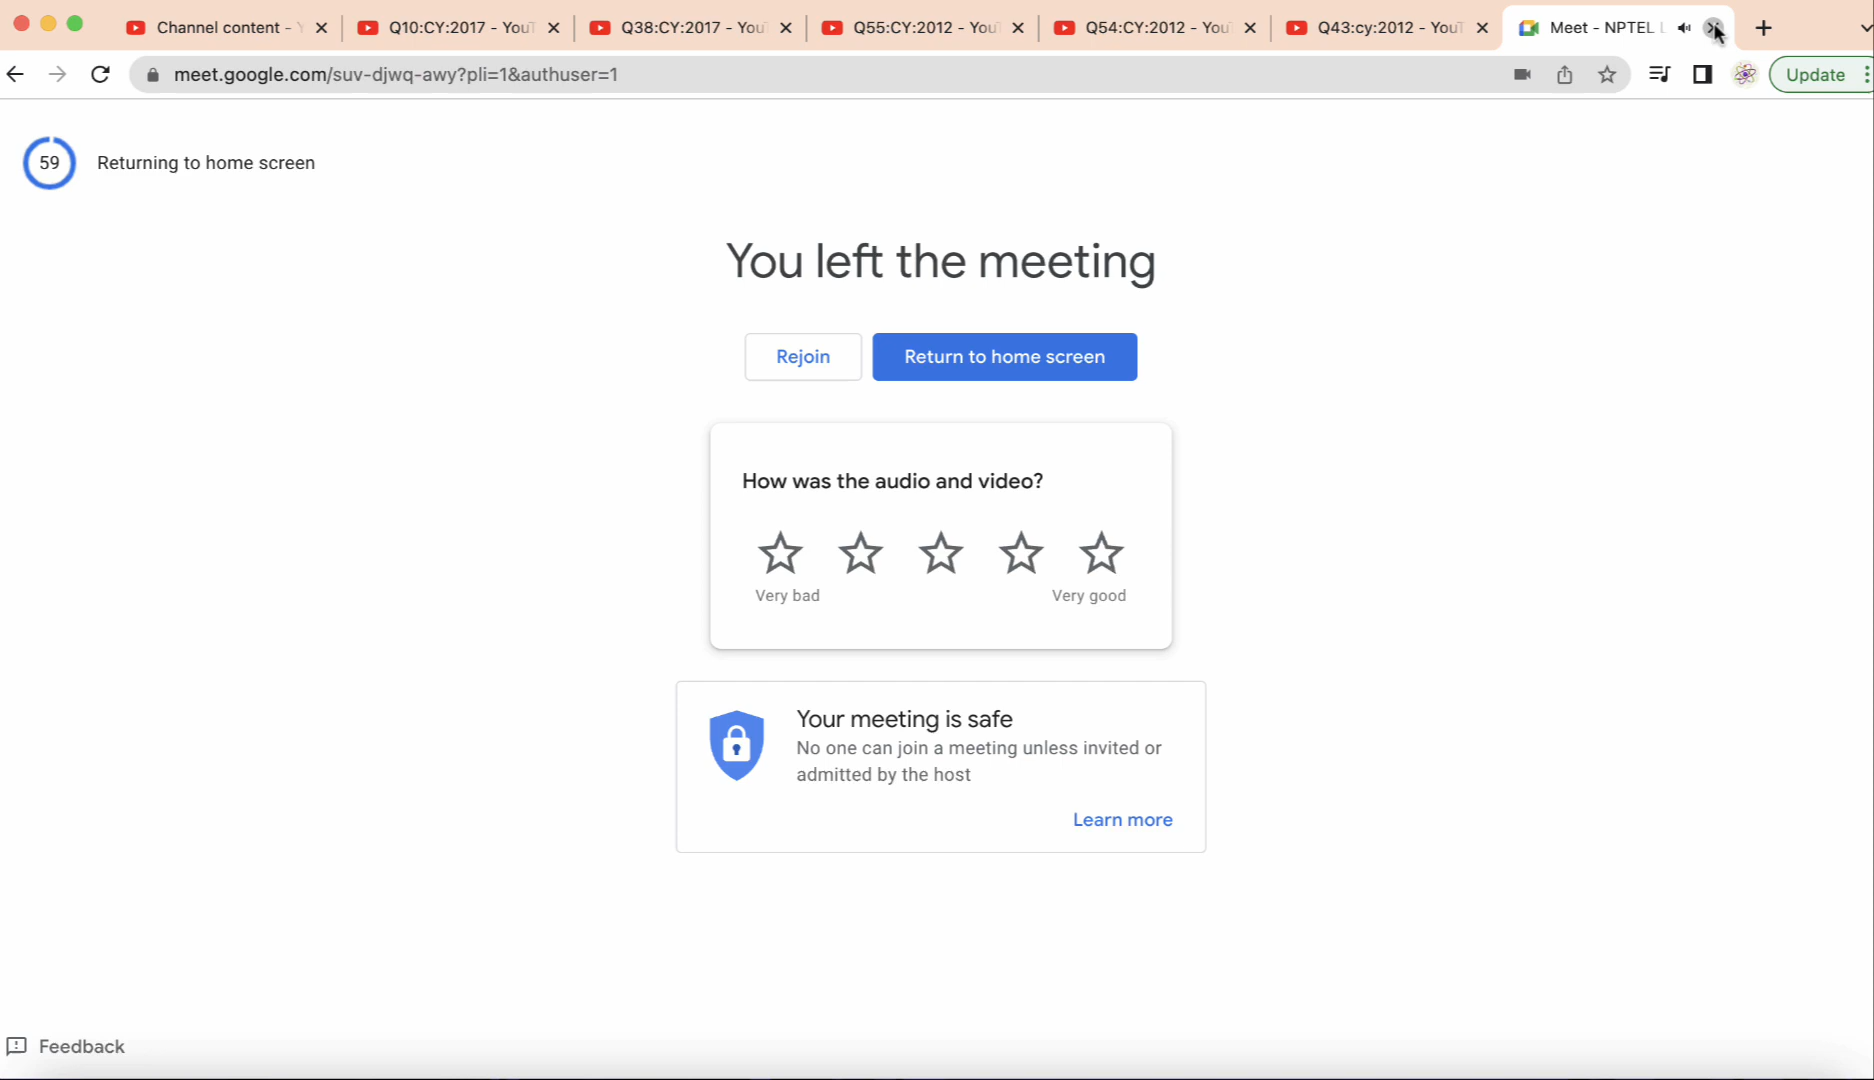 Channel content -
Q10:CY:2017 - YouT
Q38:CY:2017 - You
Q55:CY:2012 - You
Q54:CY:2012 - You
Q43:cy:2012 - YouT
Meet - NPTEL L
meet.google.com/suv-djwq-awy?pli=1&authuser=1
Update
59
Returning to home screen
You left the meeting
Rejoin
Return to home screen
How was the audio and video?
Very bad
Very good
Your meeting is safe
No one can join a meeting unless invited or
admitted by the host
Learn more
Feedback